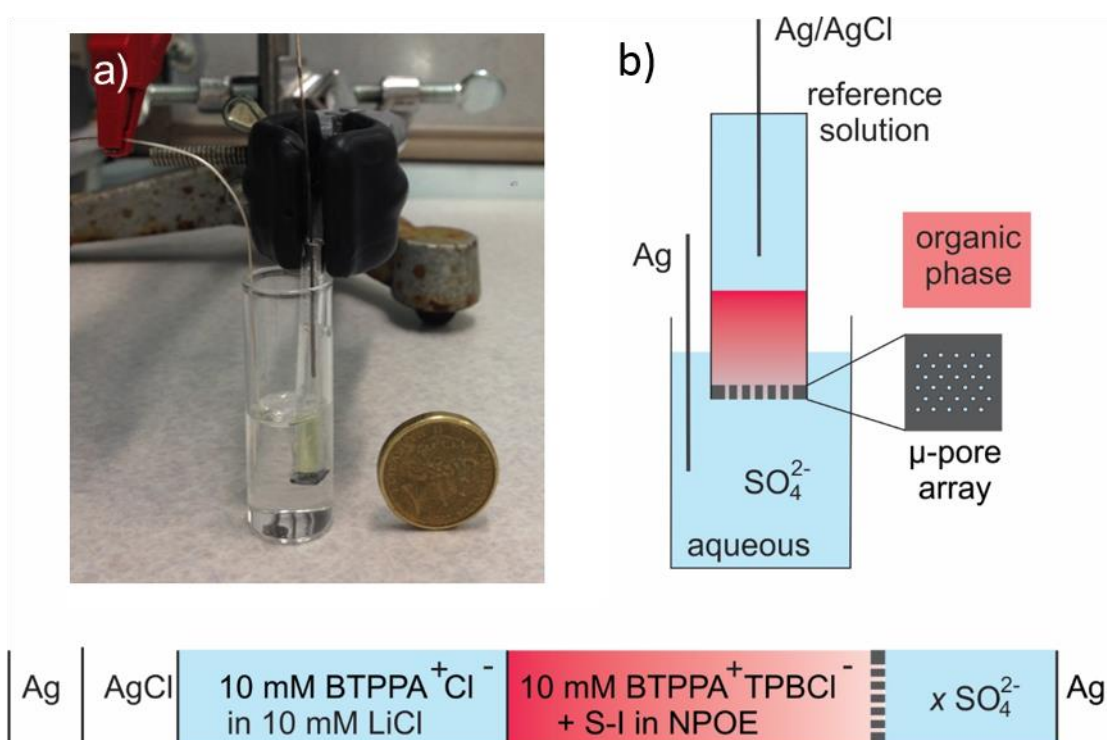 a)
b)
Ag/AgCl
reference
solution
Ag
organic
phase
μ-pore
array
SO₄²⁻
aqueous
Ag
AgCl
10 mM BTPPA⁺Cl⁻
in 10 mM LiCl
10 mM BTPPA⁺TPBCl⁻
+ S-I in NPOE
x SO₄²⁻
Ag